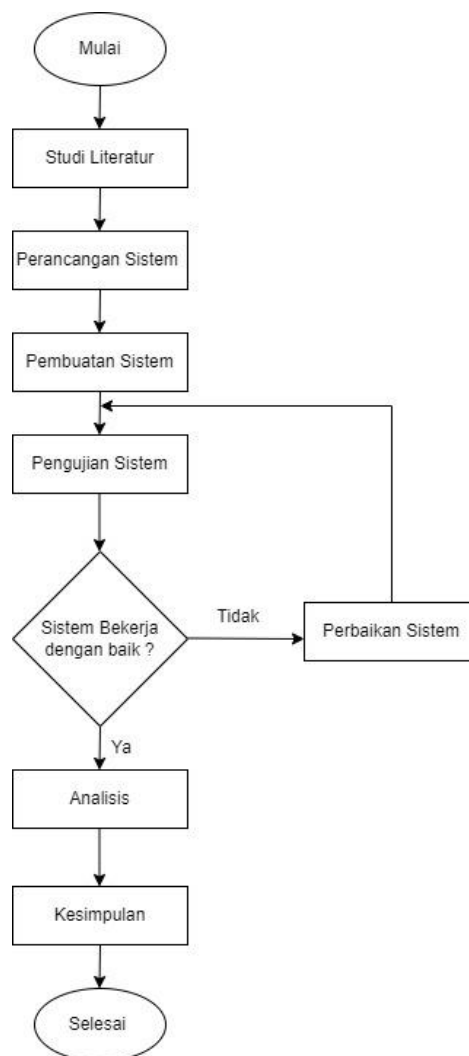 Mulai
Studi Literatur
Perancangan Sistem
Pembuatan Sistem
Pengujian Sistem
Sistem Bekerja
dengan baik ?
Tidak
Perbaikan Sistem
Ya
Analisis
Kesimpulan
Selesai